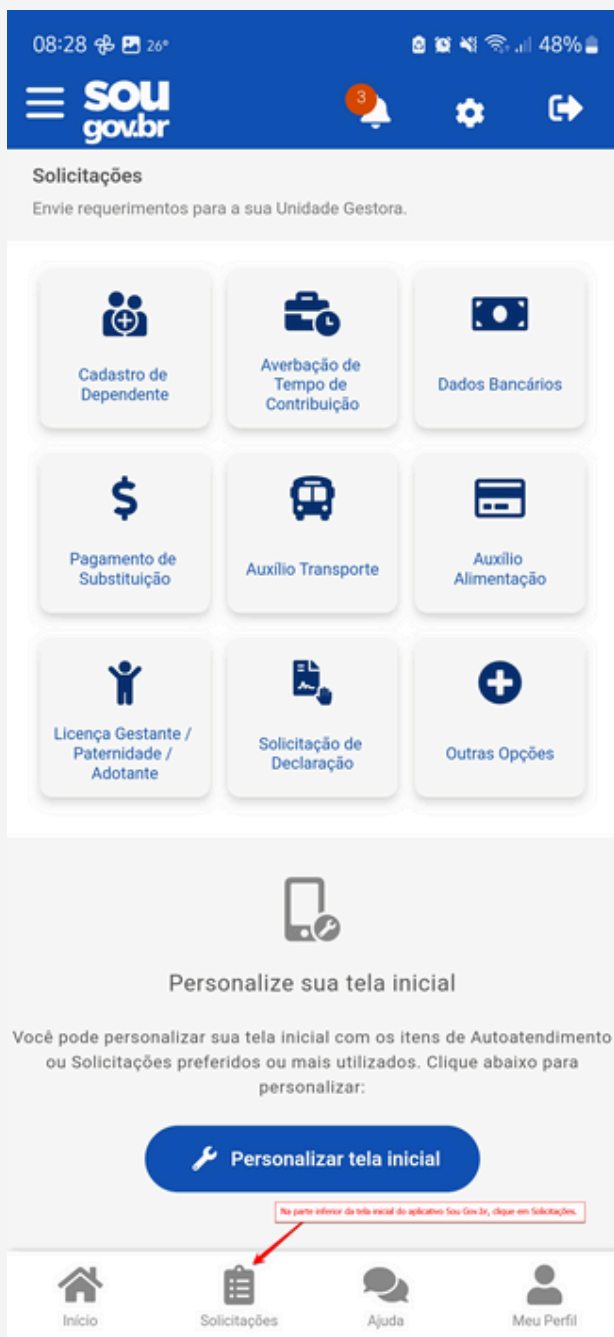 08:28 26°
48%
sou
gov.br
3
Solicitações
Envie requerimentos para a sua Unidade Gestora.
Cadastro de
Dependente
Averbação de
Tempo de
Contribuição
Dados Bancários
Pagamento de
Substituição
Auxílio Transporte
Auxílio
Alimentação
Licença Gestante /
Paternidade /
Adotante
Solicitação de
Declaração
Outras Opções
Personalize sua tela inicial
Você pode personalizar sua tela inicial com os itens de Autoatendimento
ou Solicitações preferidos ou mais utilizados. Clique abaixo para
personalizar:
Personalizar tela inicial
Na parte inferior da tela inicial do aplicativo Sou Gov.br, clique em Solicitações.
Início
Solicitações
Ajuda
Meu Perfil